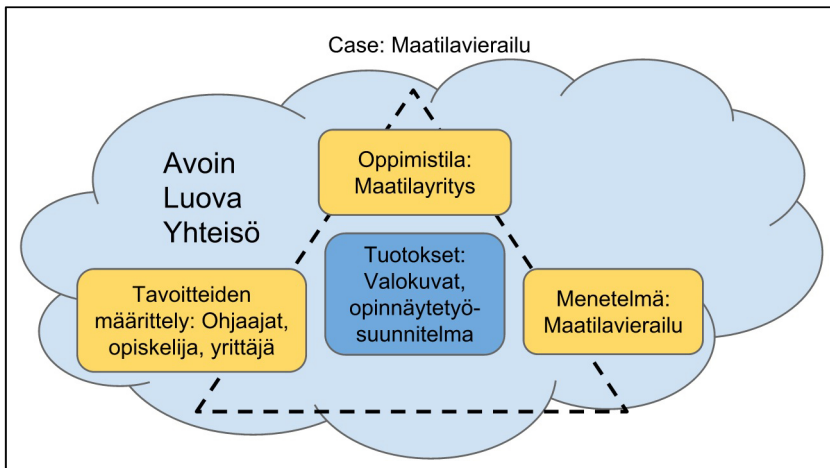 Case: Maatilavierailu
Avoin
Luova
Yhteisö
Oppimistila:
Maatilayritys
Tuotokset:
Valokuvat,
opinnäytetyö-
suunnitelma
Tavoitteiden
määrittely: Ohjaajat,
opiskelija, yrittäjä
Menetelmä:
Maatilavierailu